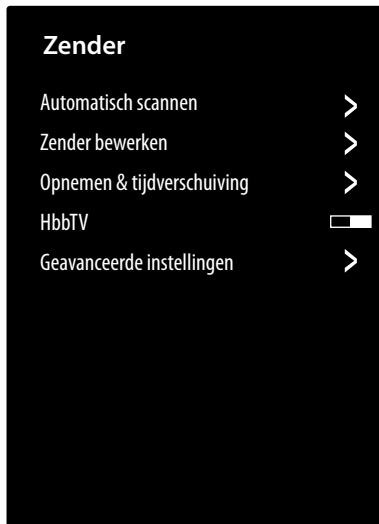 Zender
Automatisch scannen
Zender bewerken
Opnemen & tijdverschuiving
HbbTV
Geavanceerde instellingen